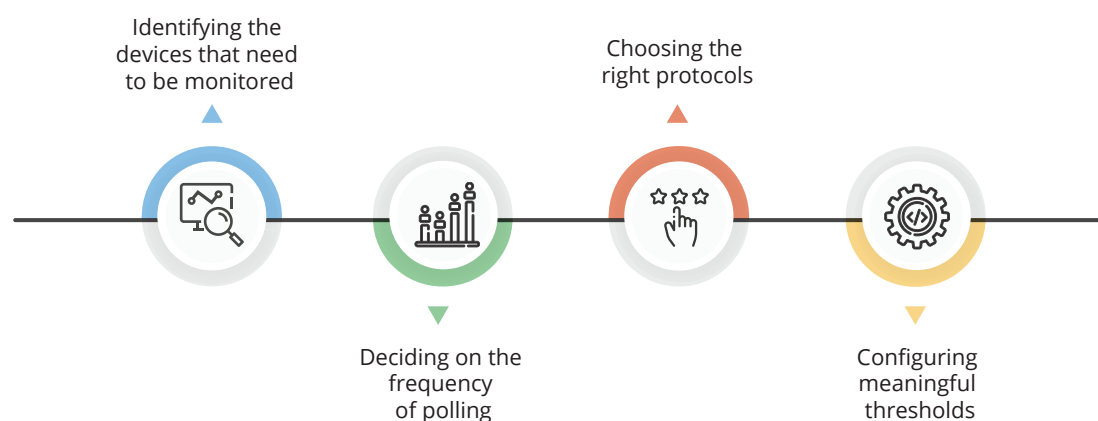 Identifying the
devices that need
to be monitored
Deciding on the
frequency
of polling
Choosing the
right protocols
Configuring
meaningful
thresholds